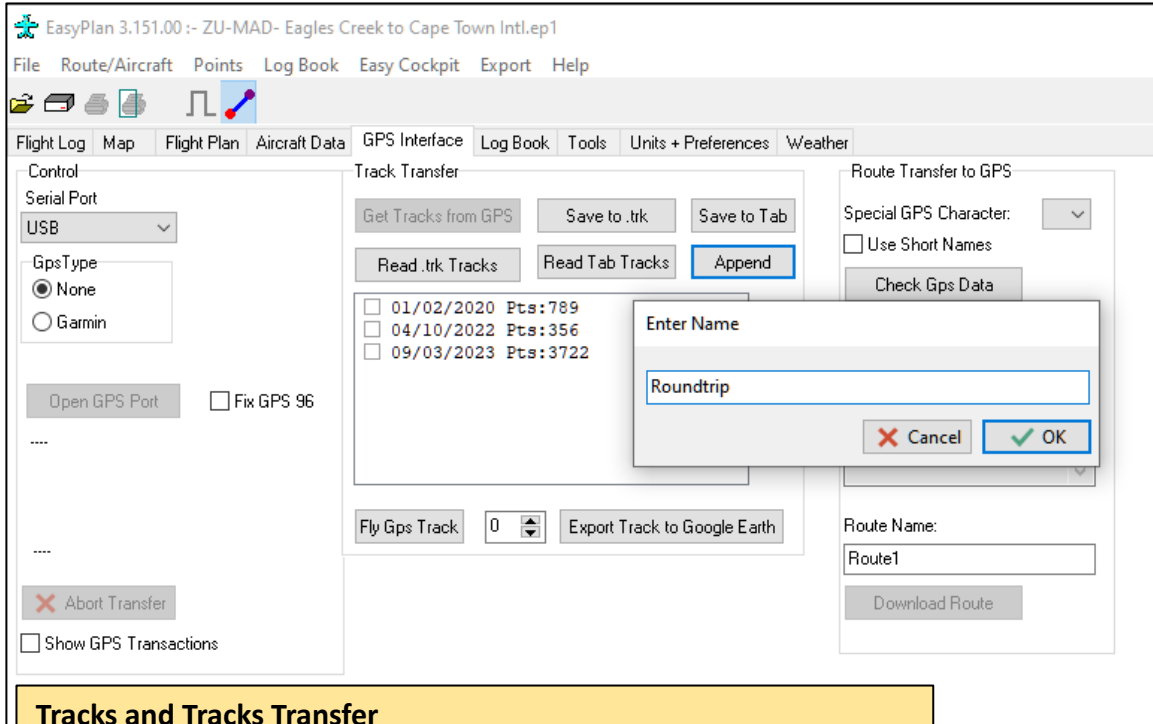 EasyPlan 3.151.00 :- ZU-MAD- Eagles Creek to Cape Town Intl.ep1
File Route/Aircraft Points Log Book Easy Cockpit Export Help
Flight Log Map Flight Plan Aircraft Data GPS Interface Log Book Tools Units + Preferences Weather
Control
Serial Port
USB
GpsType
None
Garmin
Open GPS Port
Fix GPS 96
----
----
Abort Transfer
Show GPS Transactions
Track Transfer
Get Tracks from GPS Save to .trk Save to Tab
Read .trk Tracks Read Tab Tracks Append
01/02/2020 Pts:789
04/10/2022 Pts:356
09/03/2023 Pts:3722
Fly Gps Track 0 Export Track to Google Earth
Route Transfer to GPS
Special GPS Character:
Use Short Names
Check Gps Data
Enter Name
Roundtrip
Cancel OK
Route Name:
Route1
Download Route
Tracks and Tracks Transfer